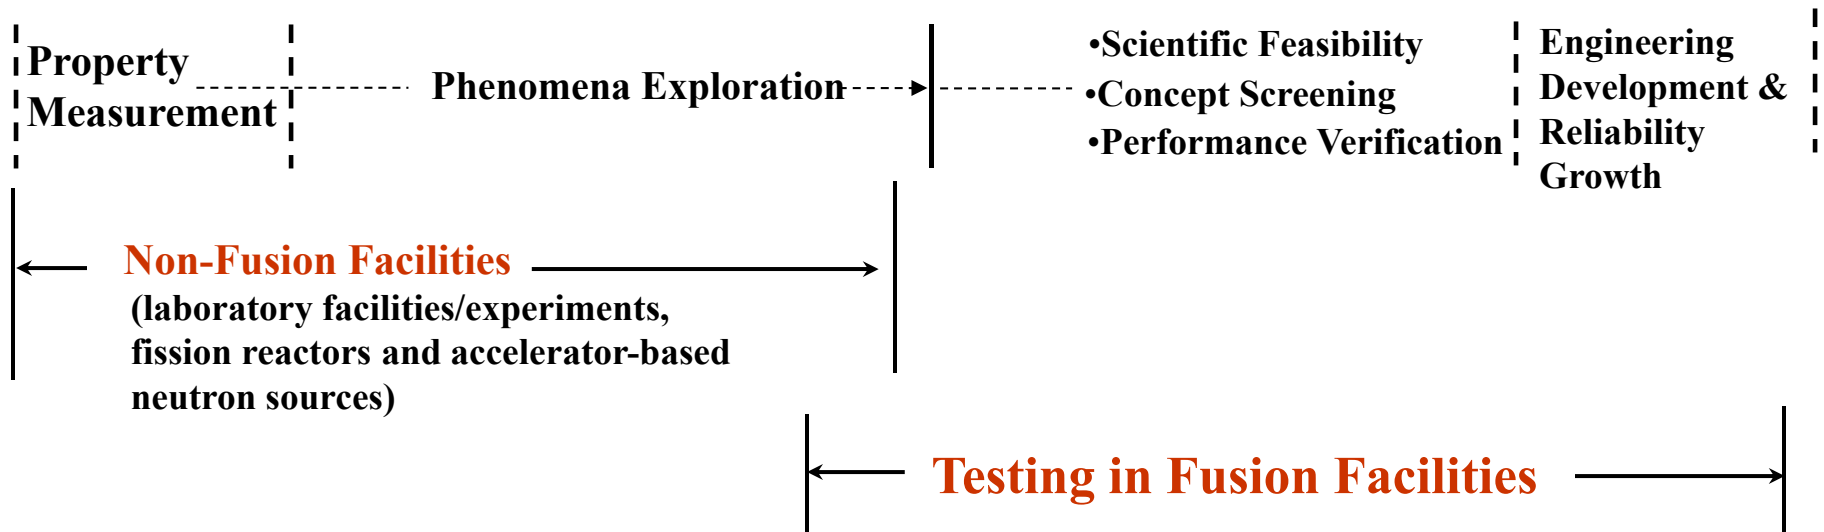 Property
Measurement
Phenomena Exploration
•Scientific Feasibility
•Concept Screening
•Performance Verification
Engineering
Development &
Reliability
Growth
Non-Fusion Facilities
(laboratory facilities/experiments,
fission reactors and accelerator-based
neutron sources)
Testing in Fusion Facilities